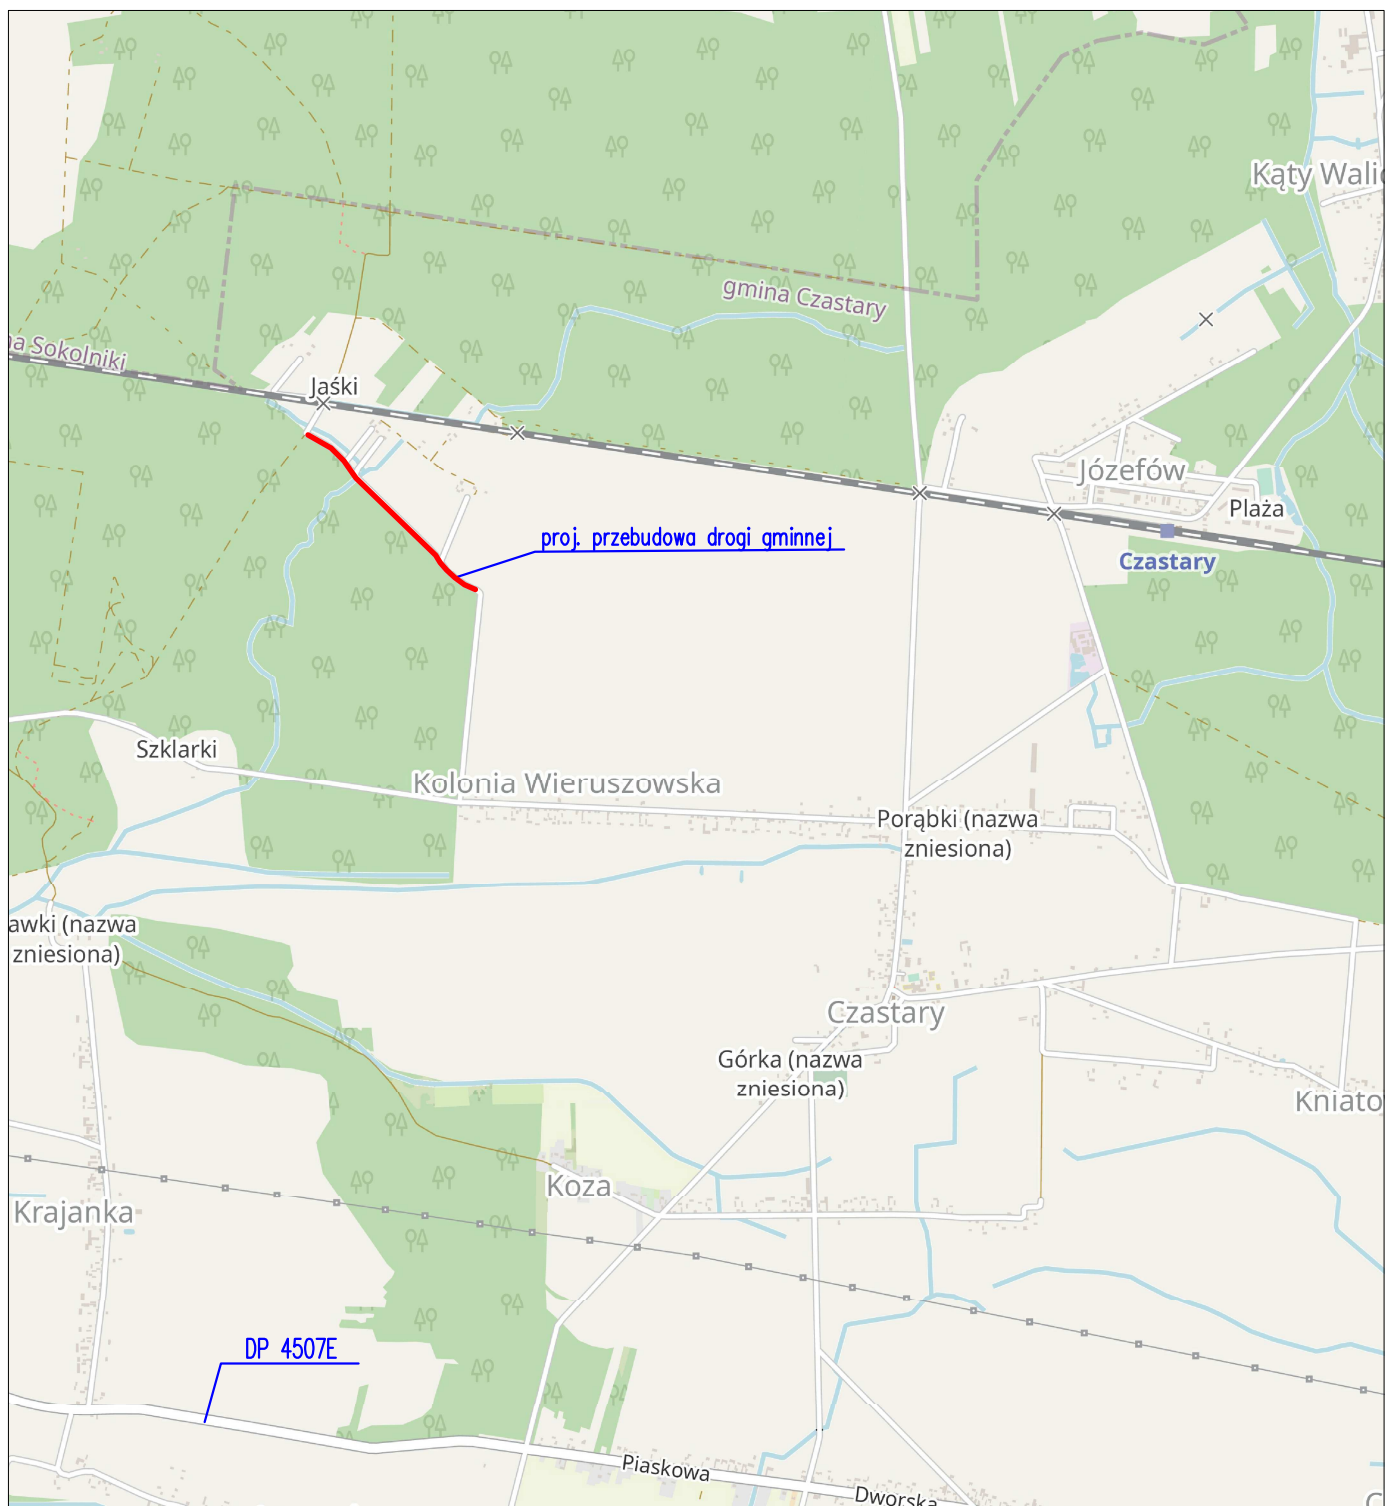 Kąty Walic
gmina Czastary
na Sokolniki
Jaśki
Józefów
Plaża
proj. przebudowa drogi gminnej
Czastary
Szklarki
Kolonia Wieruszowska
Porąbki (nazwa
zniesiona)
awki (nazwa
zniesiona)
Czastary
Górka (nazwa
zniesiona)
Kniato
Koza
Krajanka
DP 4507E
Piaskowa
Dworska